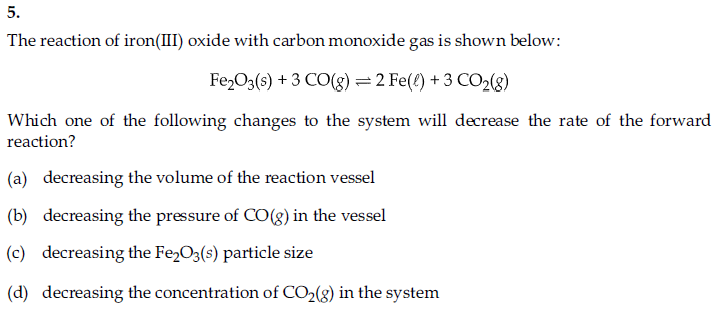 5.
The reaction of iron(III) oxide with carbon monoxide gas is shown below:
Fe₂O₃(s) + 3 CO(g) ⇌ 2 Fe(ℓ) + 3 CO₂(g)
Which one of the following changes to the system will decrease the rate of the forward
reaction?
(a) decreasing the volume of the reaction vessel
(b) decreasing the pressure of CO(g) in the vessel
(c) decreasing the Fe₂O₃(s) particle size
(d) decreasing the concentration of CO₂(g) in the system